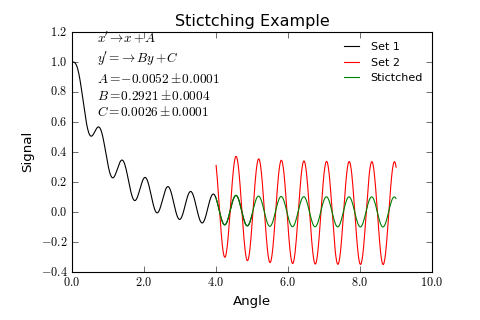 Stictching Example
x′→x+A
y′=→By+C
A=−0.0052±0.0001
B=0.2921±0.0004
C=0.0026±0.0001
Set 1
Set 2
Stictched
Signal
1.2
1.0
0.8
0.6
0.4
0.2
0.0
−0.2
−0.4
0.0 2.0 4.0 6.0 8.0 10.0
Angle